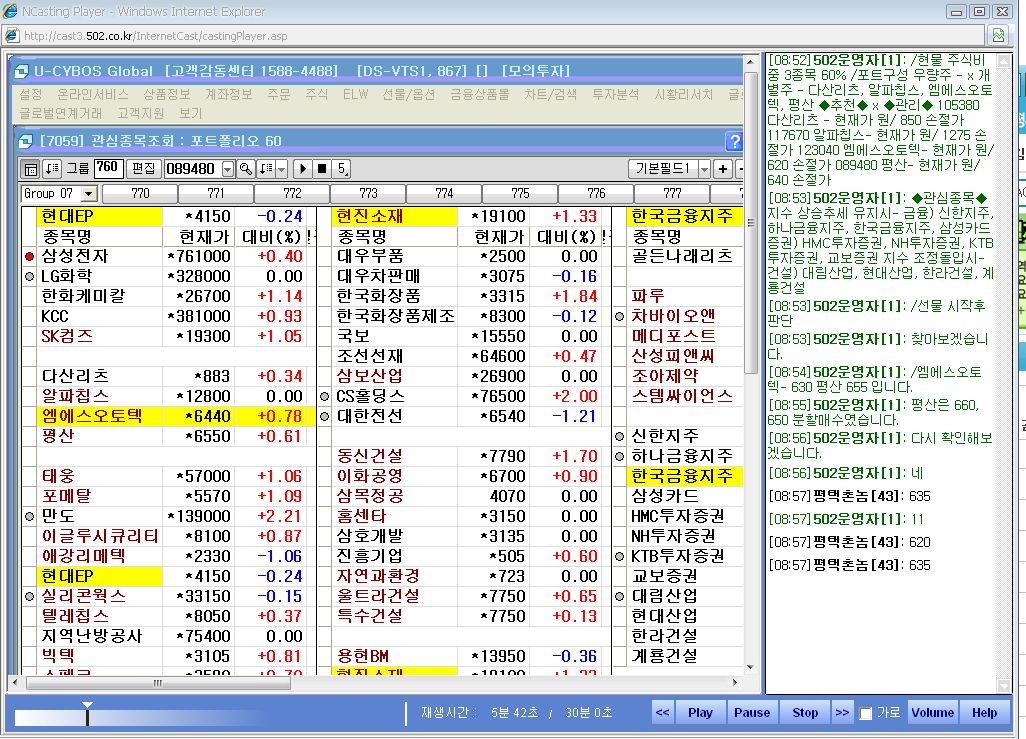 NCasting Player - Windows Internet Explorer
http://cast3.502.co.kr/InternetCast/castingPlayer.asp
U-CYBOS Global [고객감동센터 1588-4488] [DS-VTS1, 867] [] [모의투자]
설정 온라인서비스 상품정보 계좌정보 주문 주식 ELW 선물/옵션 금융상품몰 차트/검색 투자분석 시황리서치
글로벌연계거래 고객지원 보기
[7059] 관심종목조회 : 포트폴리오 60
그룹 760 편집 089480 5, 기본필드1
Group 07 770 771 772 773 774 775 776 777
현대EP *4150 -0.24 현진소재 *19100 +1.33 한국금융지주
종목명 현재가 대비(%) 종목명 현재가 대비(%) 종목명
삼성전자 *761000 +0.40 대우부품 *2500 0.00 골든나래리츠
LG화학 *328000 0.00 대우차판매 *3075 -0.16
한화케미칼 *26700 +1.14 한국화장품 *3315 +1.84 파루
KCC *381000 +0.93 한국화장품제조 *8300 -0.12 차바이오앤
SK컴즈 *19300 +1.05 국보 *15550 0.00 메디포스트
조선선재 *64600 +0.47 산성피앤씨
다산리츠 *883 +0.34 삼보산업 *26900 0.00 조아제약
알파칩스 *12800 0.00 CS홀딩스 *76500 +2.00 스템싸이언스
엠에스오토텍 *6440 +0.78 대한전선 *6540 -1.21
평산 *6550 +0.61 신한지주
동신건설 *7790 +1.70 하나금융지주
태웅 *57000 +1.06 이화공영 *6700 +0.90 한국금융지주
포메탈 *5570 +1.09 삼목정공 4070 0.00 삼성카드
만도 *139000 +2.21 홈센타 *3150 0.00 HMC투자증권
이글루시큐리티 *8100 +0.87 삼호개발 *3135 0.00 NH투자증권
애강리메텍 *2330 -1.06 진흥기업 *505 +0.60 KTB투자증권
현대EP *4150 -0.24 자연과환경 *723 0.00 교보증권
실리콘웍스 *33150 -0.15 울트라건설 *7750 +0.65 대림산업
텔레칩스 *8050 +0.37 특수건설 *7750 +0.13 현대산업
지역난방공사 *75400 0.00 한라건설
빅텍 *3105 +0.81 용현BM *13950 -0.36 계룡건설
현진소재 *19100 +1.33
[08:52] 502운영자[1]: /현물 주식비
중 3종목 60% /포트구성 우량주 - x 개
별주 - 다산리츠, 알파칩스, 엠에스오토
텍, 평산 ◆추천◆ x ◆관리◆ 105380
다산리츠 - 현재가 원/ 850 손절가
117670 알파칩스- 현재가 원/ 1275 손
절가 123040 엠에스오토텍- 현재가 원/
620 손절가 089480 평산- 현재가 원/
640 손절가
[08:53] 502운영자[1]: ◆관심종목◆
지수 상승추세 유지시- 금융) 신한지주,
하나금융지주, 한국금융지주, 삼성카드
증권) HMC투자증권, NH투자증권, KTB
투자증권, 교보증권 지수 조정돌입시-
건설) 대림산업, 현대산업, 한라건설, 계
룡건설
[08:53] 502운영자[1]: /선물 시작후
판단
[08:53] 502운영자[1]: 찾아보겠습니
다.
[08:54] 502운영자[1]: /엠에스오토
텍- 630 평산 655 입니다.
[08:55] 502운영자[1]: 평산은 660,
650 분할매수였습니다.
[08:56] 502운영자[1]: 다시 확인해보
겠습니다.
[08:56] 502운영자[1]: 네
[08:57] 평택촌놈[43]: 635
[08:57] 502운영자[1]: 11
[08:57] 평택촌놈[43]: 620
[08:57] 평택촌놈[43]: 635
재생시간 : 5분 42초 / 30분 0초
<< Play Pause Stop >> 가로 Volume Help